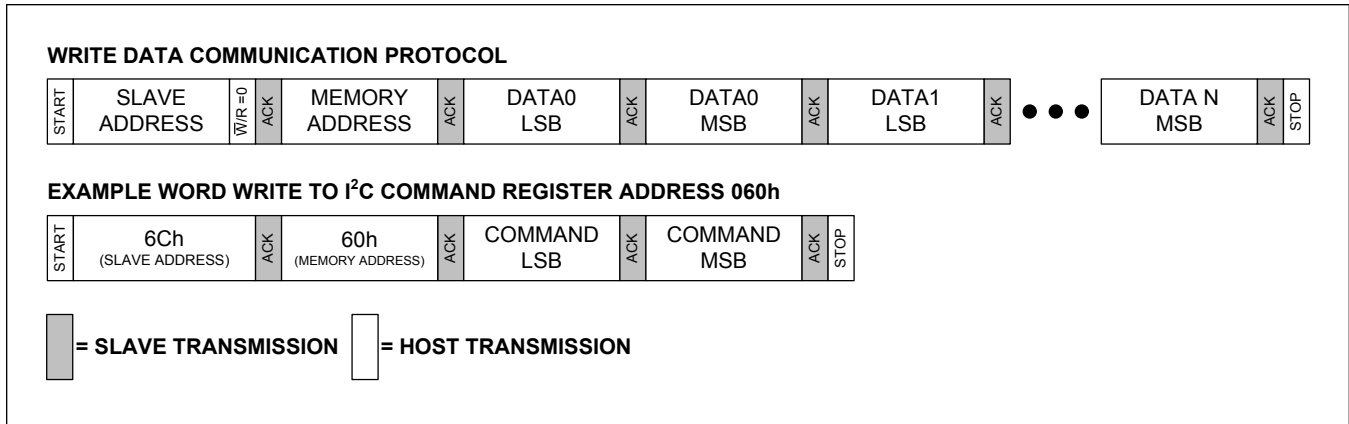 WRITE DATA COMMUNICATION PROTOCOL
START SLAVE ADDRESS W̅/R =0 ACK MEMORY ADDRESS ACK DATA0 LSB ACK DATA0 MSB ACK DATA1 LSB ACK ••• DATA N MSB ACK STOP
EXAMPLE WORD WRITE TO I²C COMMAND REGISTER ADDRESS 060h
START 6Ch (SLAVE ADDRESS) ACK 60h (MEMORY ADDRESS) ACK COMMAND LSB ACK COMMAND MSB ACK STOP
= SLAVE TRANSMISSION = HOST TRANSMISSION